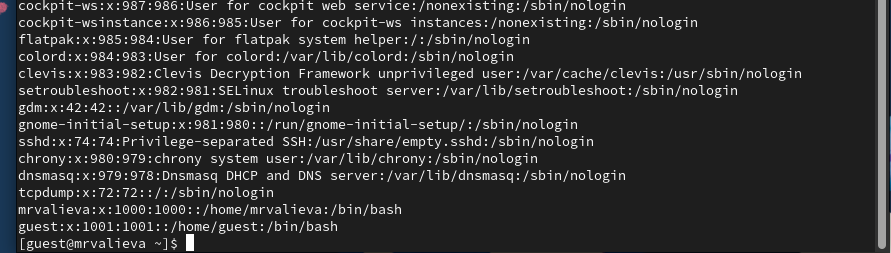 cockpit-ws:x:987:986:User for cockpit web service:/nonexisting:/sbin/nologin
cockpit-wsinstance:x:986:985:User for cockpit-ws instances:/nonexisting:/sbin/nologin
flatpak:x:985:984:User for flatpak system helper:/:/sbin/nologin
colord:x:984:983:User for colord:/var/lib/colord:/sbin/nologin
clevis:x:983:982:Clevis Decryption Framework unprivileged user:/var/cache/clevis:/usr/sbin/nologin
setroubleshoot:x:982:981:SELinux troubleshoot server:/var/lib/setroubleshoot:/sbin/nologin
gdm:x:42:42::/var/lib/gdm:/sbin/nologin
gnome-initial-setup:x:981:980::/run/gnome-initial-setup/:/sbin/nologin
sshd:x:74:74:Privilege-separated SSH:/usr/share/empty.sshd:/sbin/nologin
chrony:x:980:979:chrony system user:/var/lib/chrony:/sbin/nologin
dnsmasq:x:979:978:Dnsmasq DHCP and DNS server:/var/lib/dnsmasq:/sbin/nologin
tcpdump:x:72:72::/:/sbin/nologin
mrvalieva:x:1000:1000::/home/mrvalieva:/bin/bash
guest:x:1001:1001::/home/guest:/bin/bash
[guest@mrvalieva ~]$